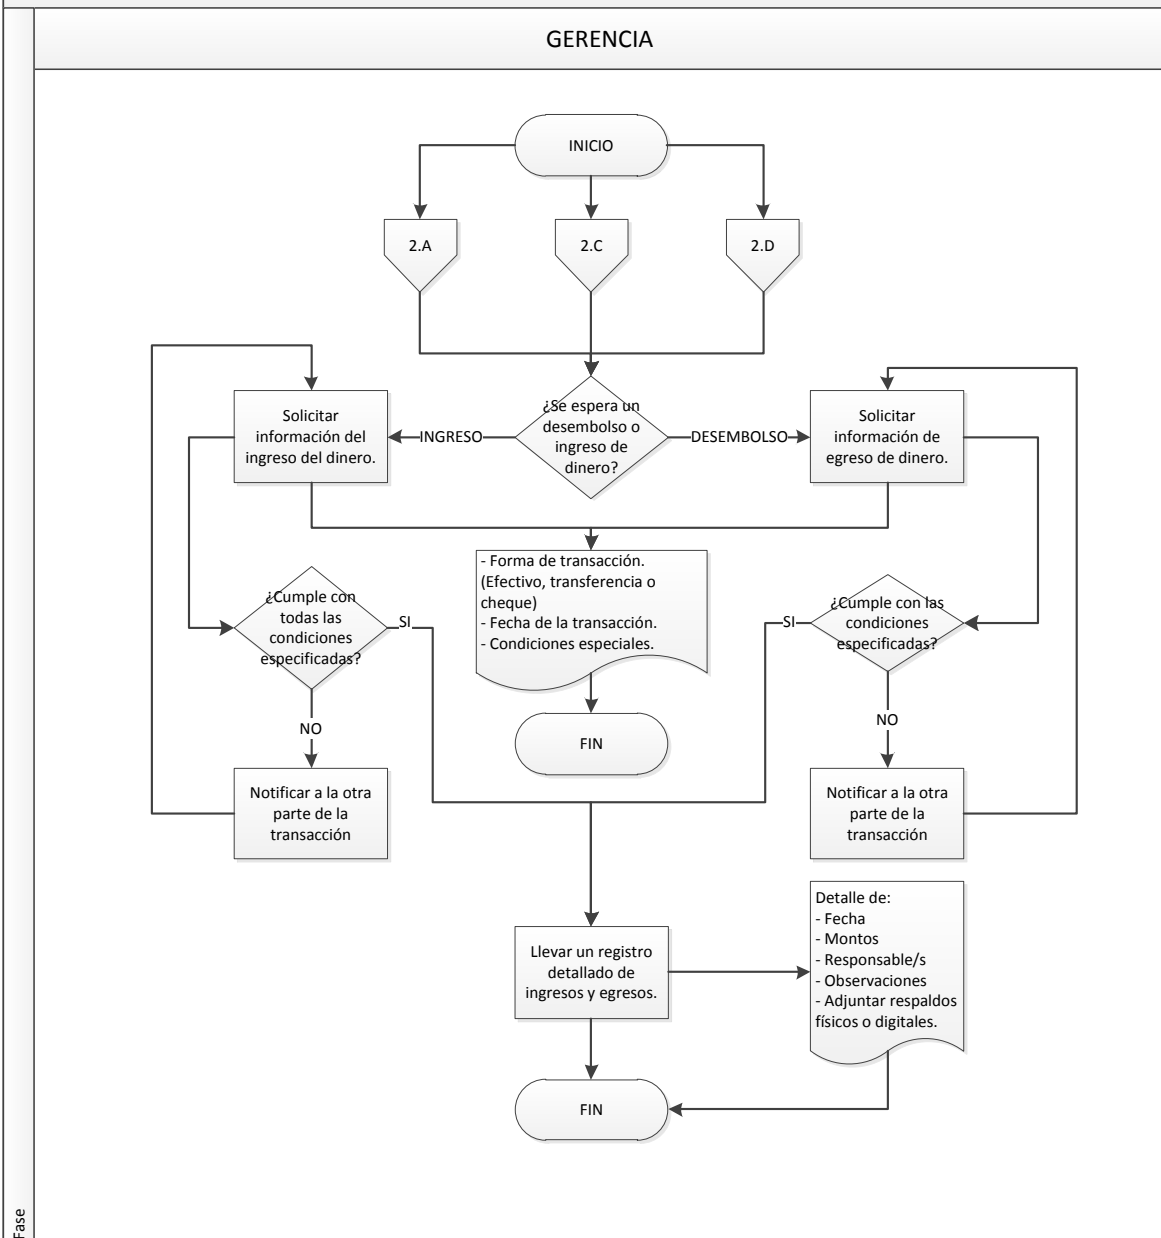 GERENCIA
INICIO
2.A
2.C
2.D
¿Se espera un
desembolso o
ingreso de
dinero?
INGRESO
DESEMBOLSO
Solicitar
información del
ingreso del dinero.
Solicitar
información de
egreso de dinero.
- Forma de transacción.
(Efectivo, transferencia o
cheque)
- Fecha de la transacción.
- Condiciones especiales.
¿Cumple con
todas las
condiciones
especificadas?
SI
¿Cumple con las
condiciones
especificadas?
SI
NO
NO
FIN
Notificar a la otra
parte de la
transacción
Notificar a la otra
parte de la
transacción
Llevar un registro
detallado de
ingresos y egresos.
Detalle de:
- Fecha
- Montos
- Responsable/s
- Observaciones
- Adjuntar respaldos
físicos o digitales.
FIN
Fase